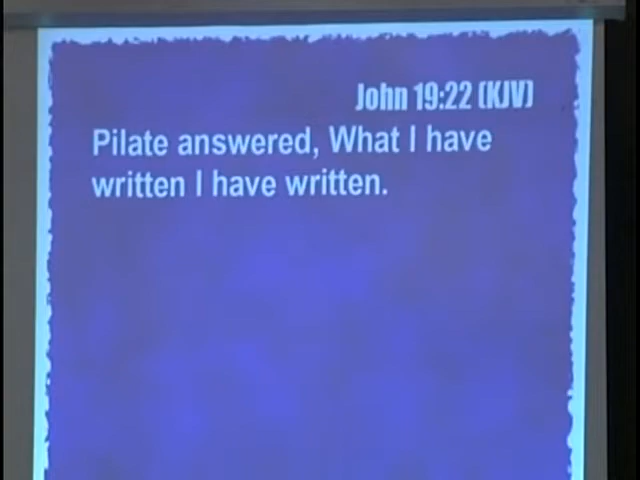 John 19:22 (KJV)
Pilate answered, What I have
written I have written.